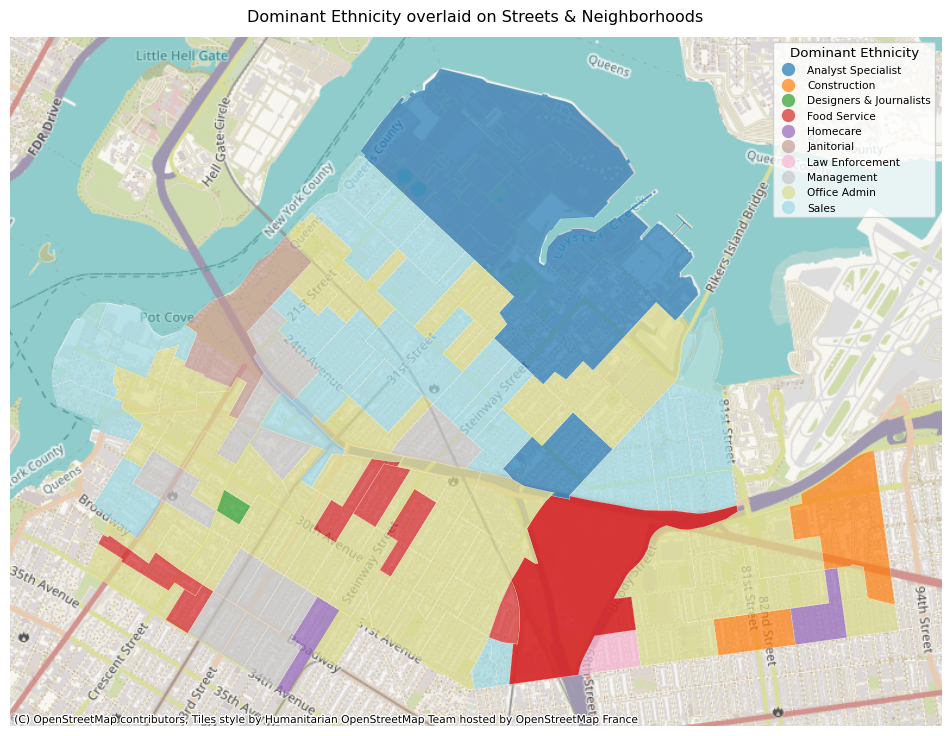 Dominant Ethnicity overlaid on Streets & Neighborhoods
Dominant Ethnicity
Analyst Specialist
Construction
Designers & Journalists
Food Service
Homecare
Janitorial
Law Enforcement
Management
Office Admin
Sales
Little Hell Gate
Queens
FDR Drive
Hell Gate Circle
New York County
Queens County
Luyster Creek
Rikers Island Bridge
Pot Cove
21st Street
24th Avenue
31st Street
Steinway Street
81st Street
York County
Queens
Broadway
30th Avenue
Steinway Street
35th Avenue
81st Street
82nd Street
94th Street
31st Avenue
Broadway
34th Avenue
35th Avenue
Crescent Street
(C) OpenStreetMap contributors, Tiles style by Humanitarian OpenStreetMap Team hosted by OpenStreetMap France